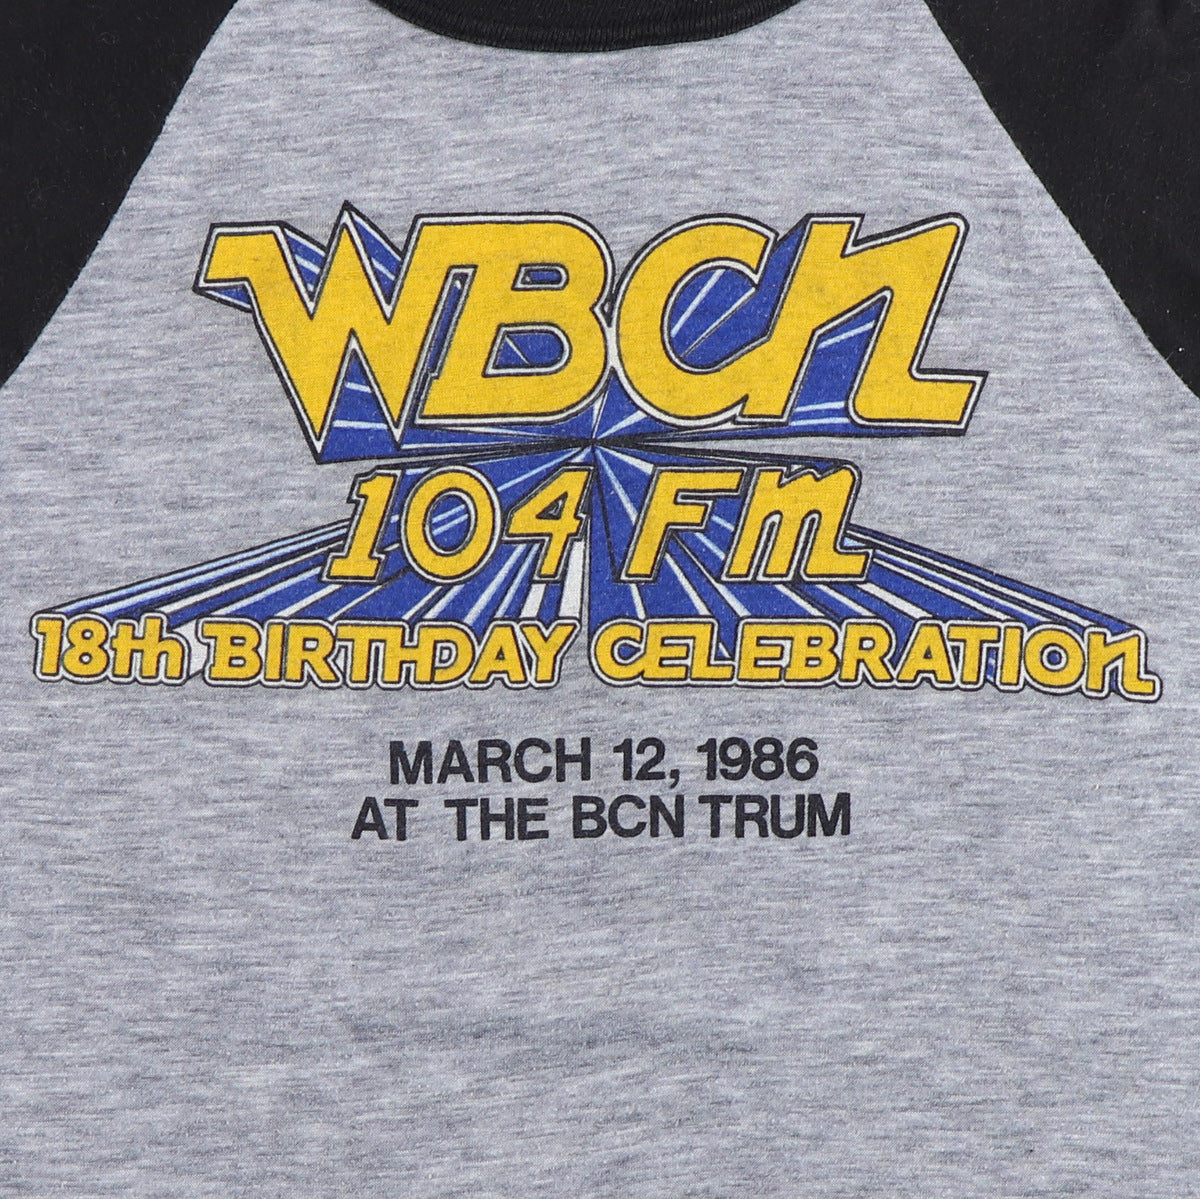 WBCN
104 FM
18th BIRTHDAY CELEBRATION
MARCH 12, 1986
AT THE BCN TRUM